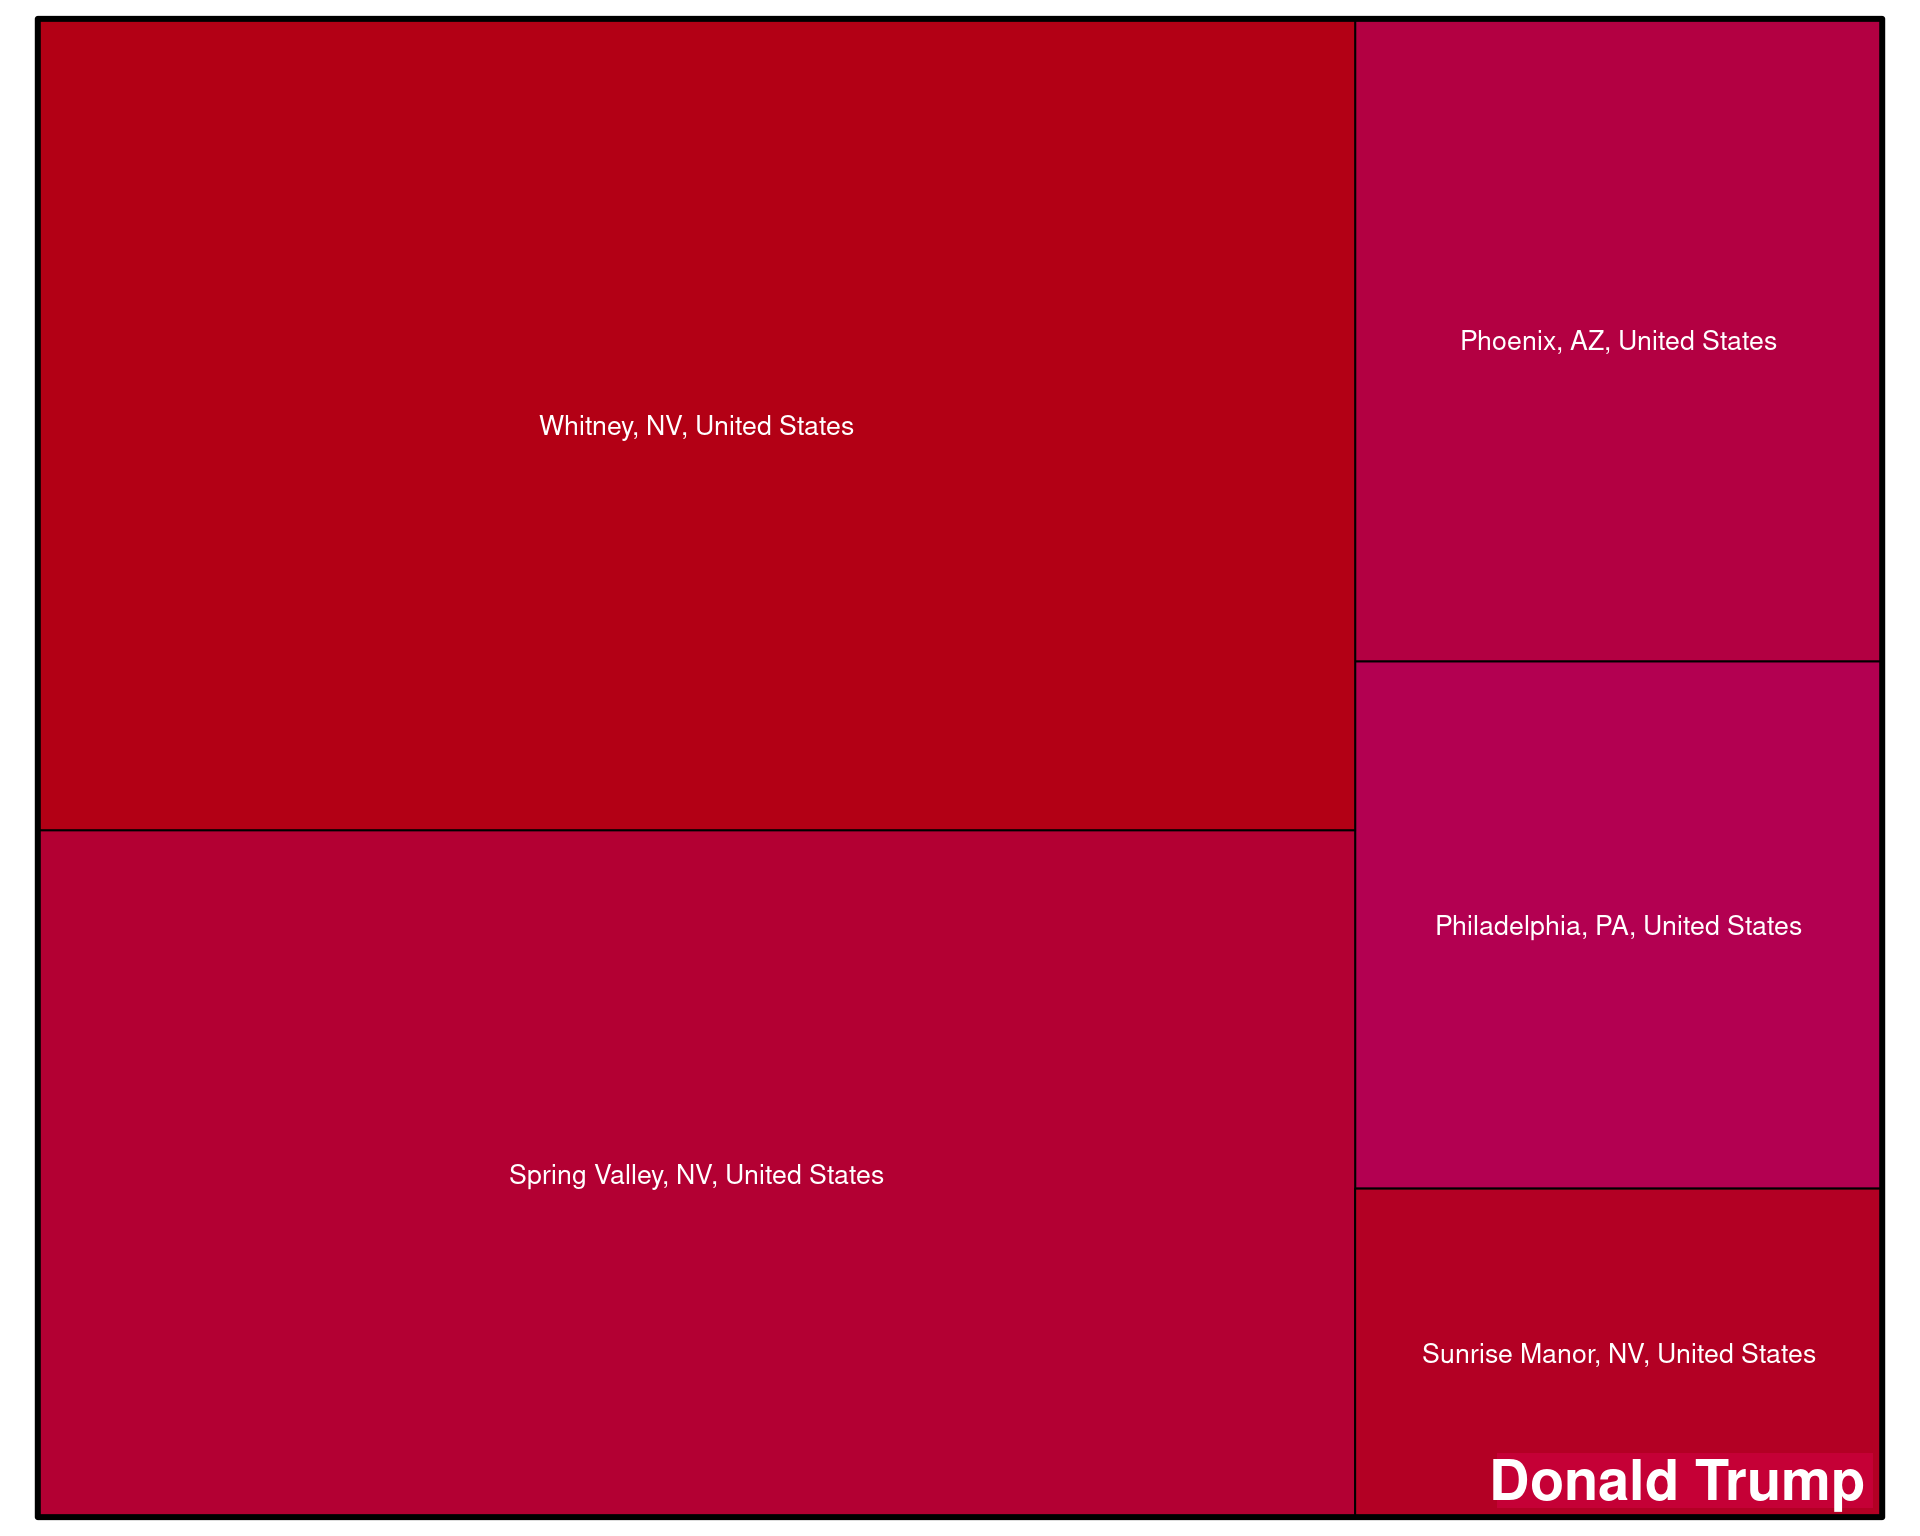 Whitney, NV, United States
Spring Valley, NV, United States
Phoenix, AZ, United States
Philadelphia, PA, United States
Sunrise Manor, NV, United States
Donald Trump